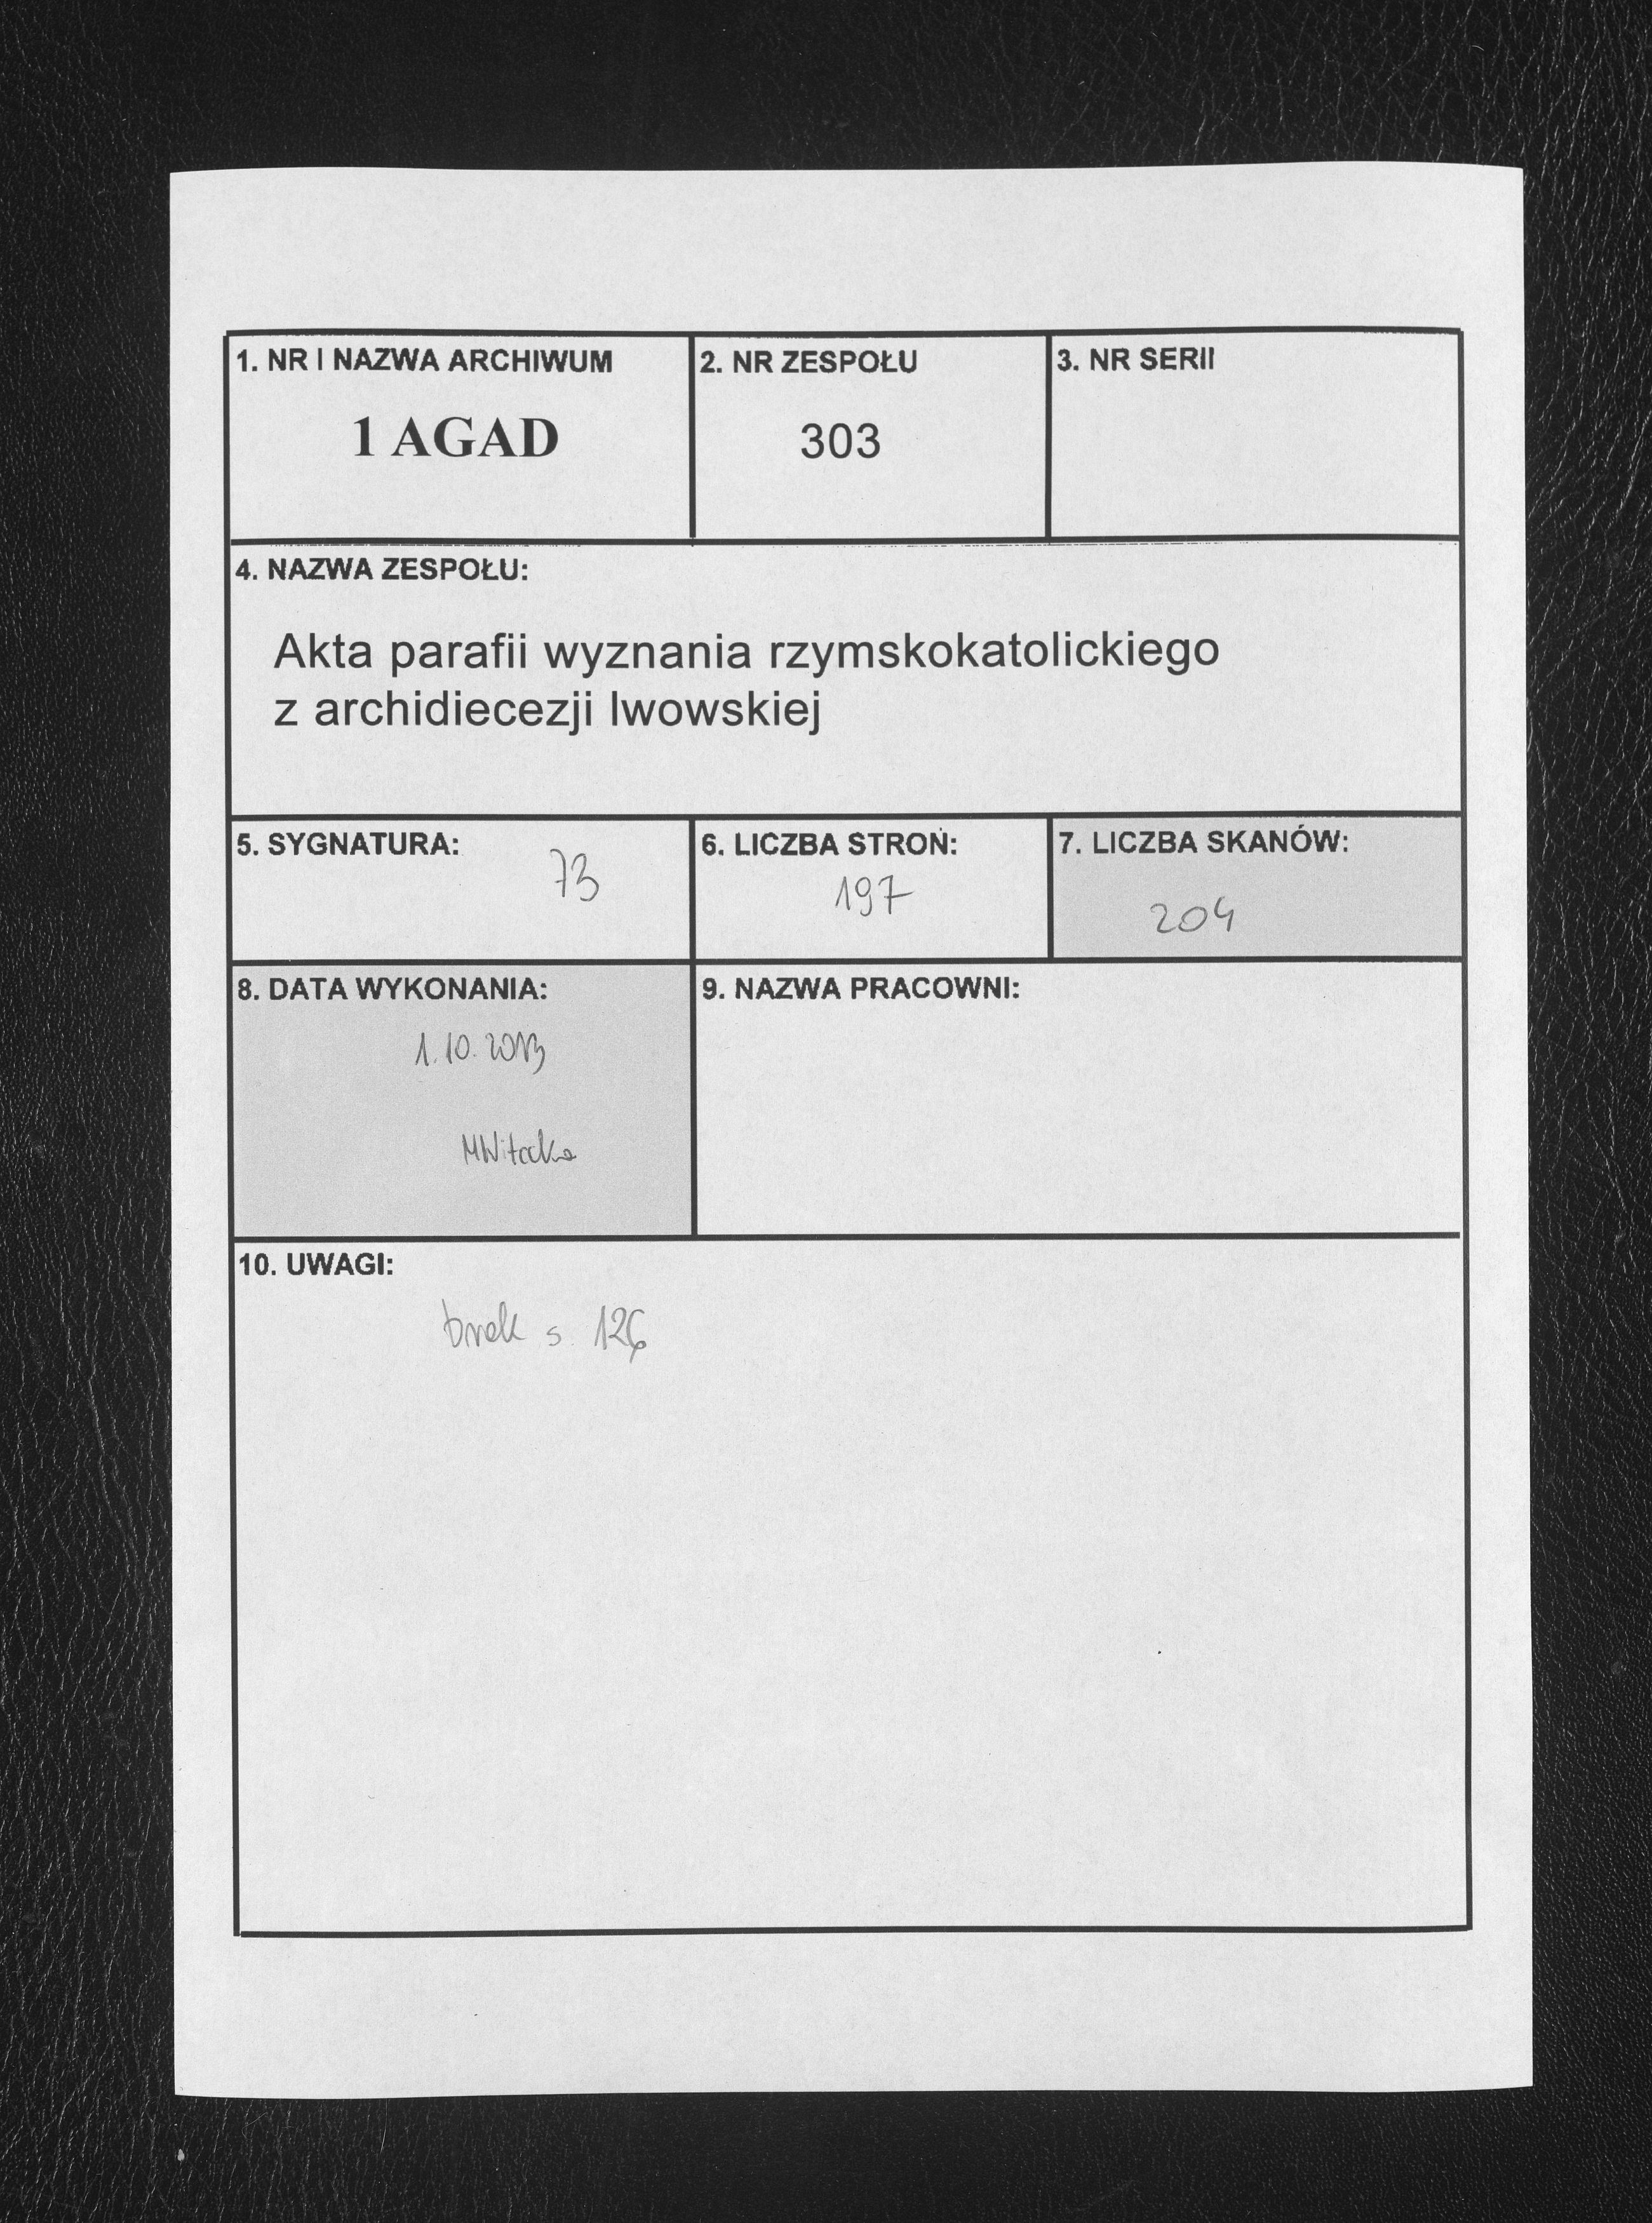 1. NR I NAZWA ARCHIWUM
1 AGAD
2. NR ZESPOŁU
303
3. NR SERII
4. NAZWA ZESPOŁU:
Akta parafii wyznania rzymskokatolickiego
z archidiecezji lwowskiej
5. SYGNATURA:
73
6. LICZBA STRON:
197
7. LICZBA SKANÓW:
204
8. DATA WYKONANIA:
1.10.2013
9. NAZWA PRACOWNI:
10. UWAGI:
brak s. 126